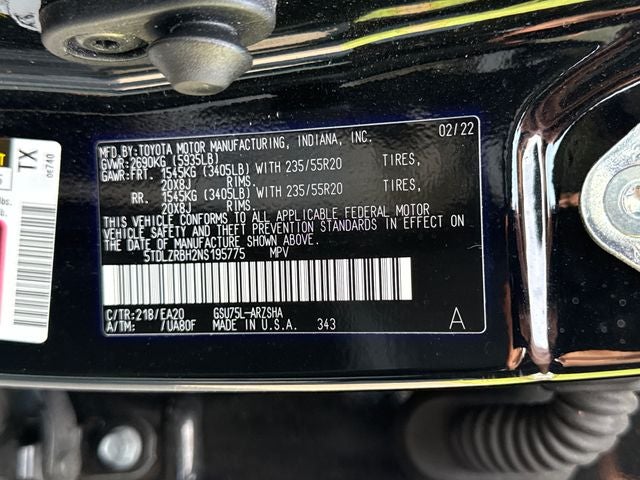 MFD.BY:TOYOTA MOTOR MANUFACTURING, INDIANA, INC. 02/22
GVWR:2690KG (5935LB)
GAWR:FRT. 1545KG (3405LB) WITH 235/55R20 TIRES,
20X8J RIMS.
RR. 1545KG (3405LB) WITH 235/55R20 TIRES,
20X8J RIMS.
THIS VEHICLE CONFORMS TO ALL APPLICABLE FEDERAL MOTOR
VEHICLE SAFETY AND THEFT PREVENTION STANDARDS IN EFFECT ON
THE DATE OF MANUFACTURE SHOWN ABOVE.
5TDLZRBH2NS195775 MPV
C/TR:218/EA20 GSU75L-ARZSHA
A/TM: /UA80F MADE IN U.S.A. 343 A
TX
06740